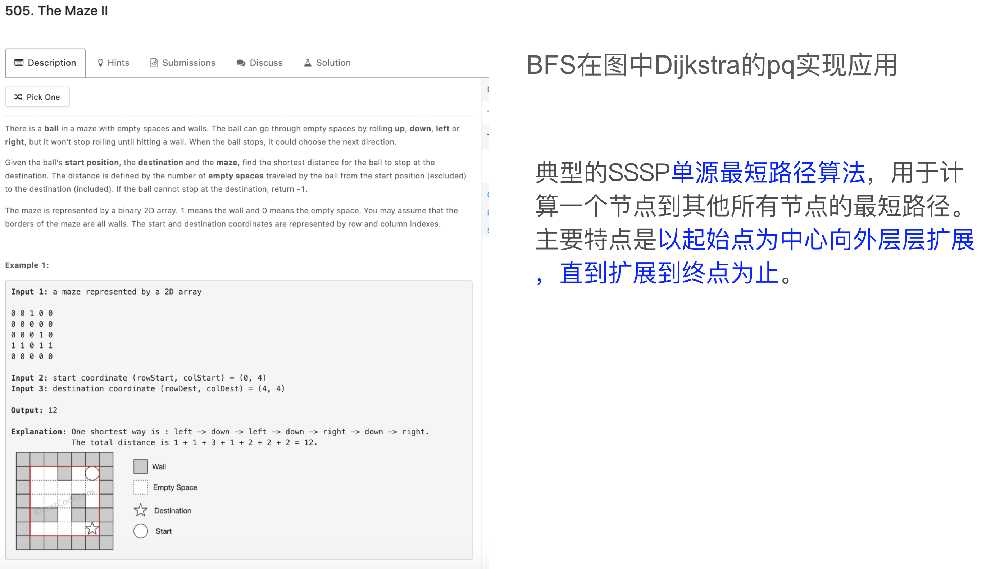 505. The Maze II
Description
Hints
Submissions
Discuss
Solution
Pick One
There is a ball in a maze with empty spaces and walls. The ball can go through empty spaces by rolling up, down, left or
right, but it won't stop rolling until hitting a wall. When the ball stops, it could choose the next direction.
Given the ball's start position, the destination and the maze, find the shortest distance for the ball to stop at the
destination. The distance is defined by the number of empty spaces traveled by the ball from the start position (excluded)
to the destination (included). If the ball cannot stop at the destination, return -1.
The maze is represented by a binary 2D array. 1 means the wall and 0 means the empty space. You may assume that the
borders of the maze are all walls. The start and destination coordinates are represented by row and column indexes.
Example 1:
Input 1: a maze represented by a 2D array
0 0 1 0 0
0 0 0 0 0
0 0 0 1 0
1 1 0 1 1
0 0 0 0 0
Input 2: start coordinate (rowStart, colStart) = (0, 4)
Input 3: destination coordinate (rowDest, colDest) = (4, 4)
Output: 12
Explanation: One shortest way is : left -> down -> left -> down -> right -> down -> right.
The total distance is 1 + 1 + 3 + 1 + 2 + 2 + 2 = 12.
Wall
Empty Space
Destination
Start
©LeetCode.com
BFS在图中Dijkstra的pq实现应用
典型的SSSP单源最短路径算法，用于计
算一个节点到其他所有节点的最短路径。
主要特点是以起始点为中心向外层层扩展
，直到扩展到终点为止。